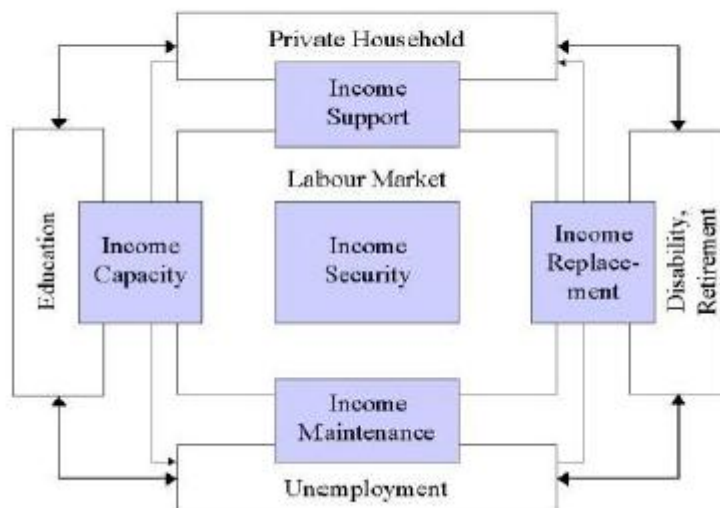 Private Household
Income
Support
Labour Market
Education
Income
Capacity
Income
Security
Income
Replace-
ment
Disability,
Retirement
Income
Maintenance
Unemployment